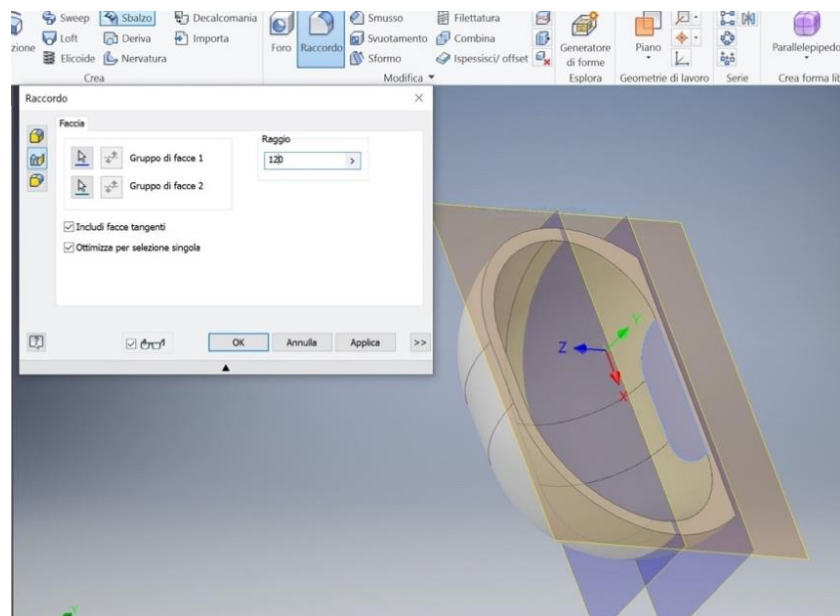 Sweep Sbalzo Decalcomania Smusso Filettatura
zione Loft Deriva Importa Foro Raccordo Svuotamento Combina Generatore di forme Piano Parallelepipedo
Elicoide Nervatura Sformo Ispessisci/ offset
Crea Modifica Esplora Geometrie di lavoro Serie Crea forma lib
Raccordo
Faccia
Raggio
Gruppo di facce 1 120
Gruppo di facce 2
Includi facce tangenti
Ottimizza per selezione singola
OK Annulla Applica >>
Y
Z
X
Y